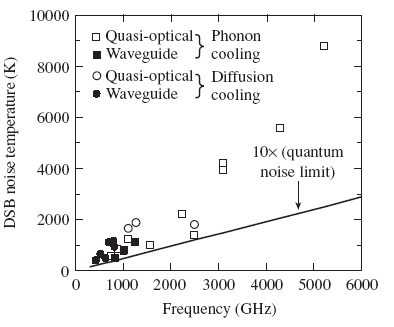 10000
8000
6000
4000
2000
0
DSB noise temperature (K)
Quasi-optical Phonon
Waveguide cooling
Quasi-optical Diffusion
Waveguide cooling
10× (quantum
noise limit)
0 1000 2000 3000 4000 5000 6000
Frequency (GHz)